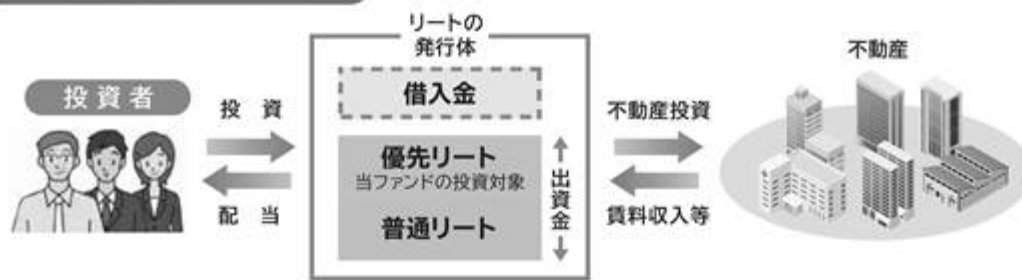 リートの
発行体
不動産
投資者
投資
借入金
不動産投資
優先リート
当ファンドの投資対象
出資金
配当
普通リート
賃料収入等